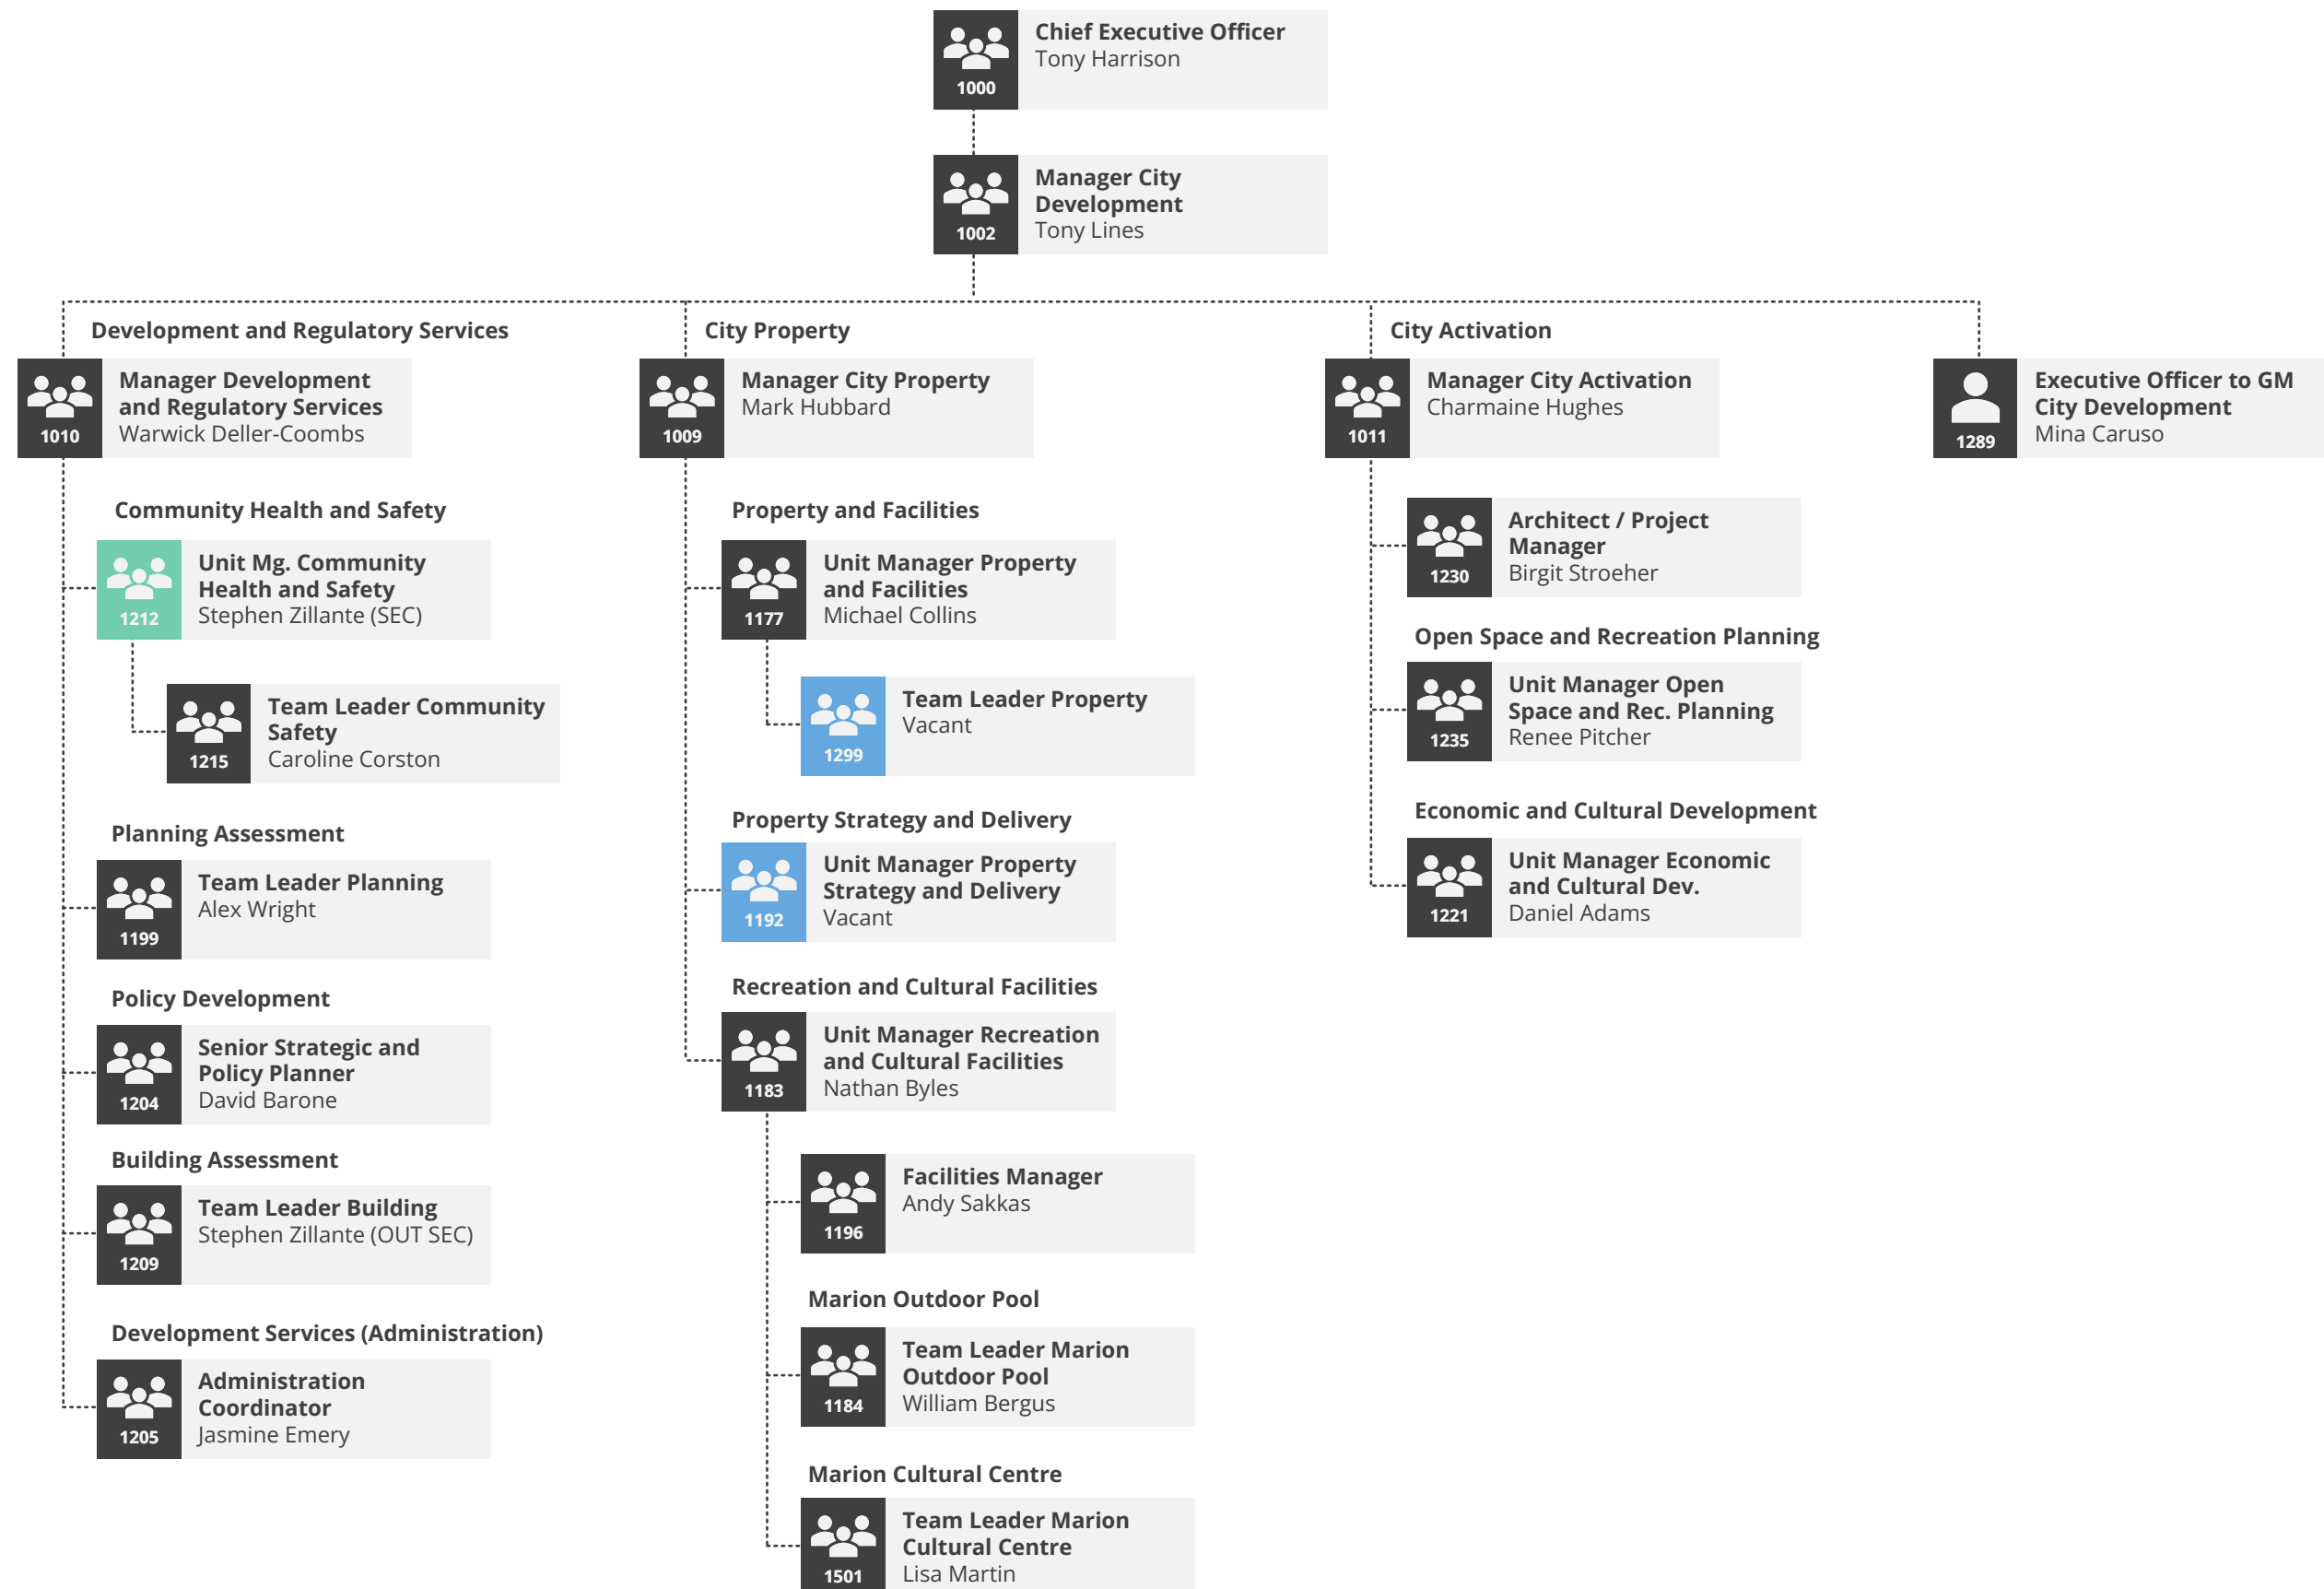 Chief Executive Officer
Tony Harrison
1000
Manager City
Development
Tony Lines
1002
Development and Regulatory Services
Manager Development
and Regulatory Services
Warwick Deller-Coombs
1010
Community Health and Safety
Unit Mg. Community
Health and Safety
Stephen Zillante (SEC)
1212
Team Leader Community
Safety
Caroline Corston
1215
Planning Assessment
Team Leader Planning
Alex Wright
1199
Policy Development
Senior Strategic and
Policy Planner
David Barone
1204
Building Assessment
Team Leader Building
Stephen Zillante (OUT SEC)
1209
Development Services (Administration)
Administration
Coordinator
Jasmine Emery
1205
City Property
Manager City Property
Mark Hubbard
1009
Property and Facilities
Unit Manager Property
and Facilities
Michael Collins
1177
Team Leader Property
Vacant
1299
Property Strategy and Delivery
Unit Manager Property
Strategy and Delivery
Vacant
1192
Recreation and Cultural Facilities
Unit Manager Recreation
and Cultural Facilities
Nathan Byles
1183
Facilities Manager
Andy Sakkas
1196
Marion Outdoor Pool
Team Leader Marion
Outdoor Pool
William Bergus
1184
Marion Cultural Centre
Team Leader Marion
Cultural Centre
Lisa Martin
1501
City Activation
Manager City Activation
Charmaine Hughes
1011
Architect / Project
Manager
Birgit Stroeher
1230
Open Space and Recreation Planning
Unit Manager Open
Space and Rec. Planning
Renee Pitcher
1235
Economic and Cultural Development
Unit Manager Economic
and Cultural Dev.
Daniel Adams
1221
Executive Officer to GM
City Development
Mina Caruso
1289